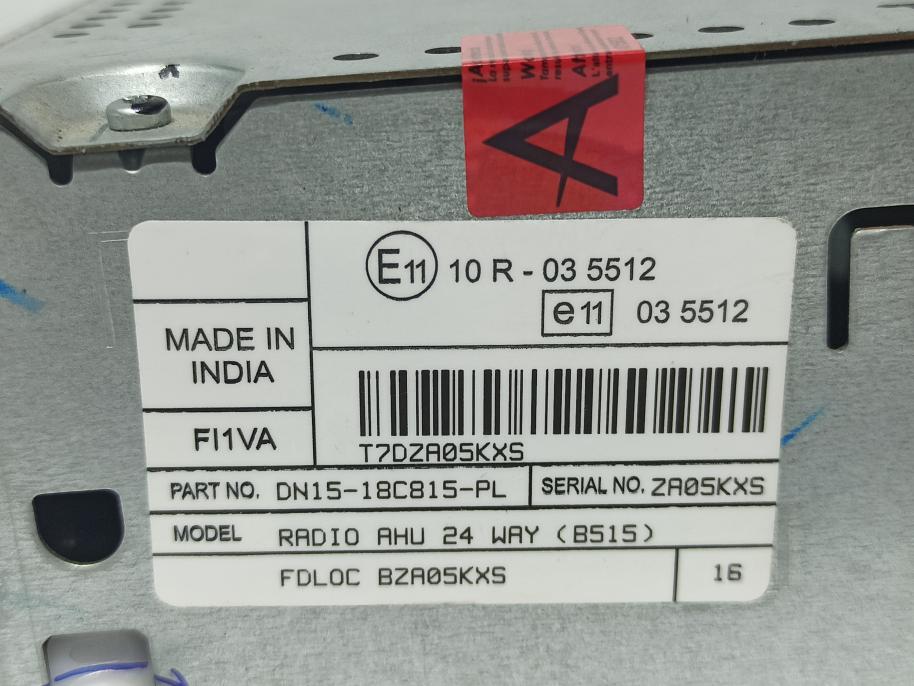 A
E11 10 R - 03 5512
e11 03 5512
MADE IN
INDIA
FI1VA
T7DZA05KXS
PART NO. DN15-18C815-PL
SERIAL NO. ZA05KXS
MODEL RADIO AHU 24 WAY (B515)
FDLOC BZA05KXS
16